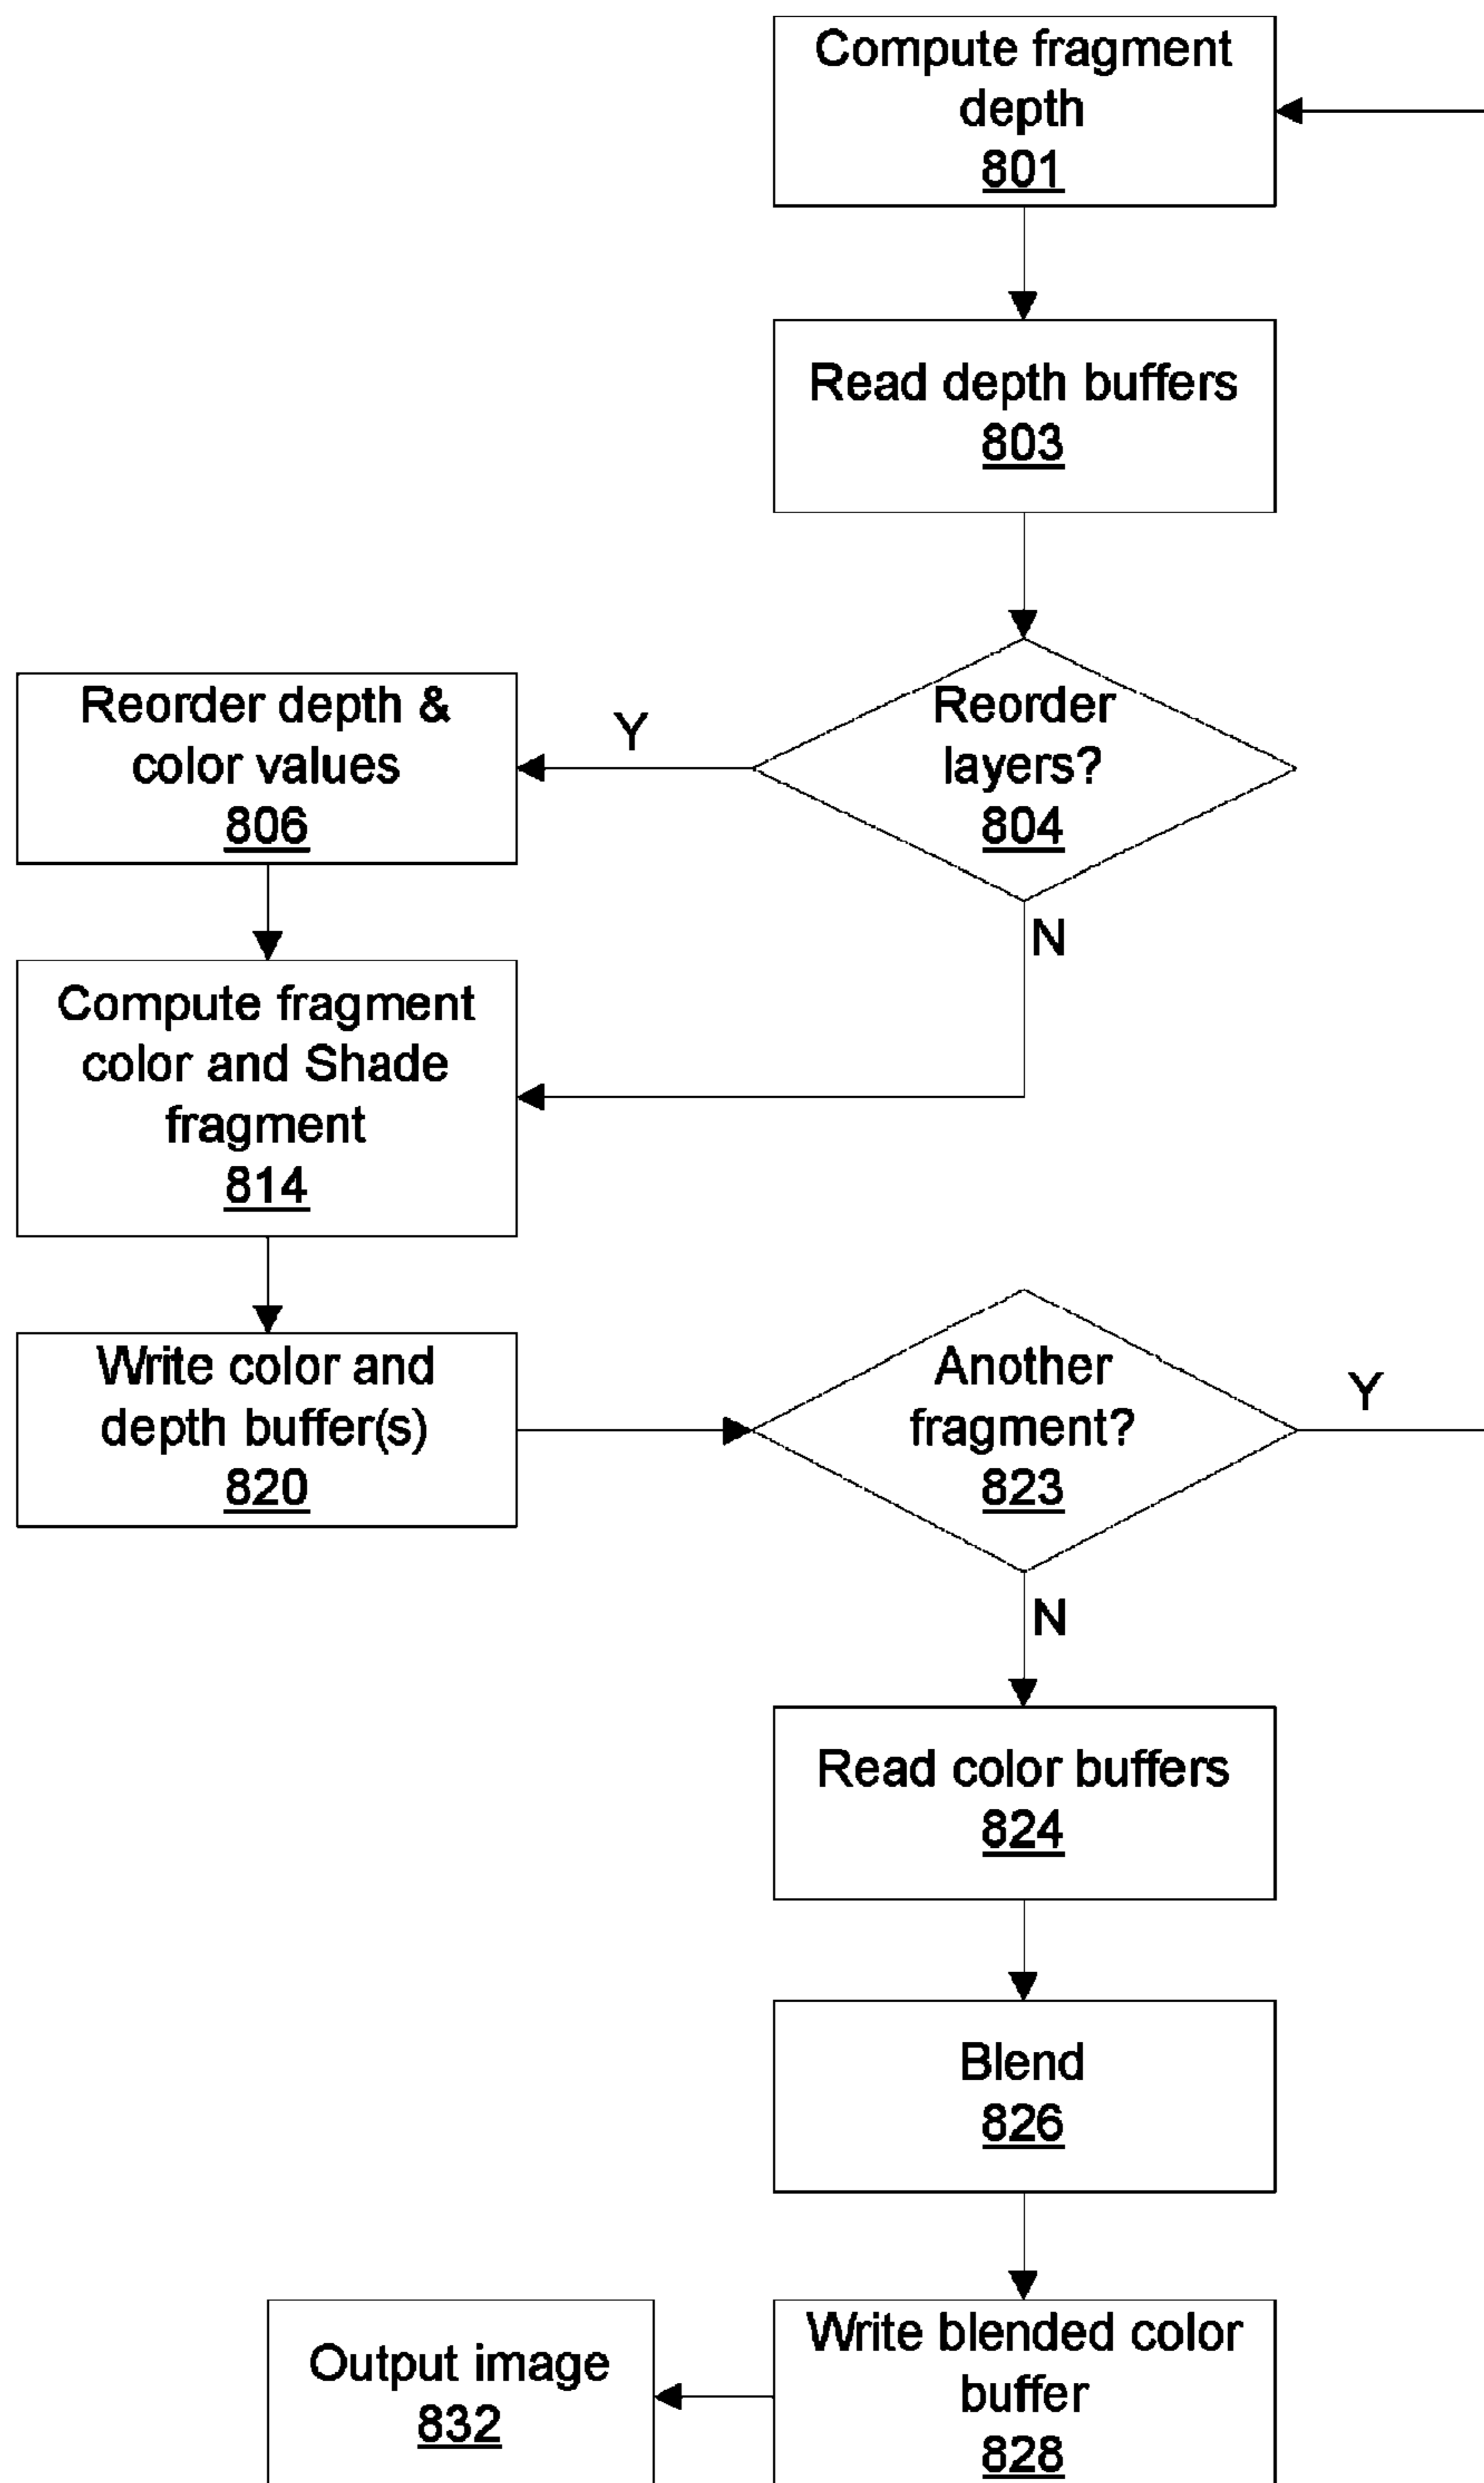 Compute fragment
depth
801
Read depth buffers
803
Reorder
layers?
804
Y
N
Reorder depth &
color values
806
Compute fragment
color and Shade
fragment
814
Write color and
depth buffer(s)
820
Another
fragment?
823
Y
N
Read color buffers
824
Blend
826
Write blended color
buffer
828
Output image
832